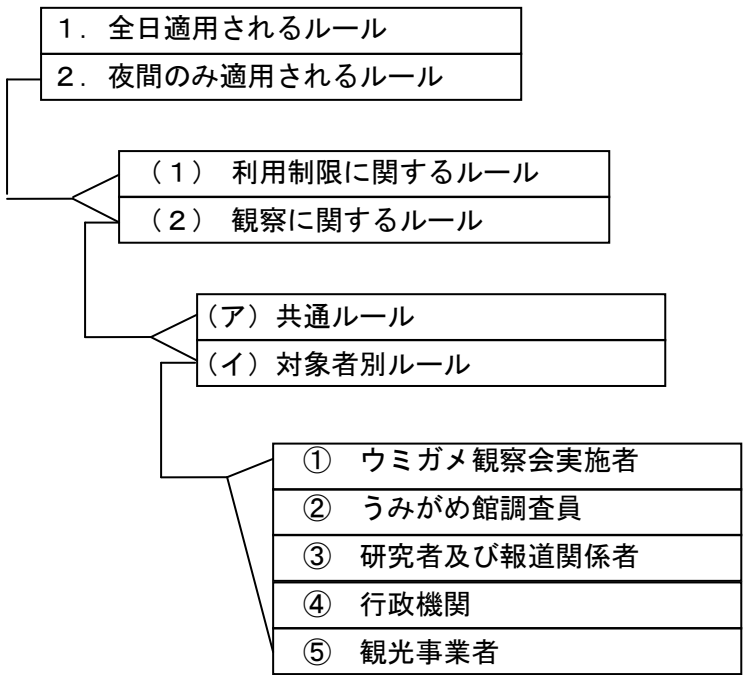 １．全日適用されるルール
２．夜間のみ適用されるルール
（１） 利用制限に関するルール
（２） 観察に関するルール
（ア）共通ルール
（イ）対象者別ルール
① ウミガメ観察会実施者
② うみがめ館調査員
③ 研究者及び報道関係者
④ 行政機関
⑤ 観光事業者